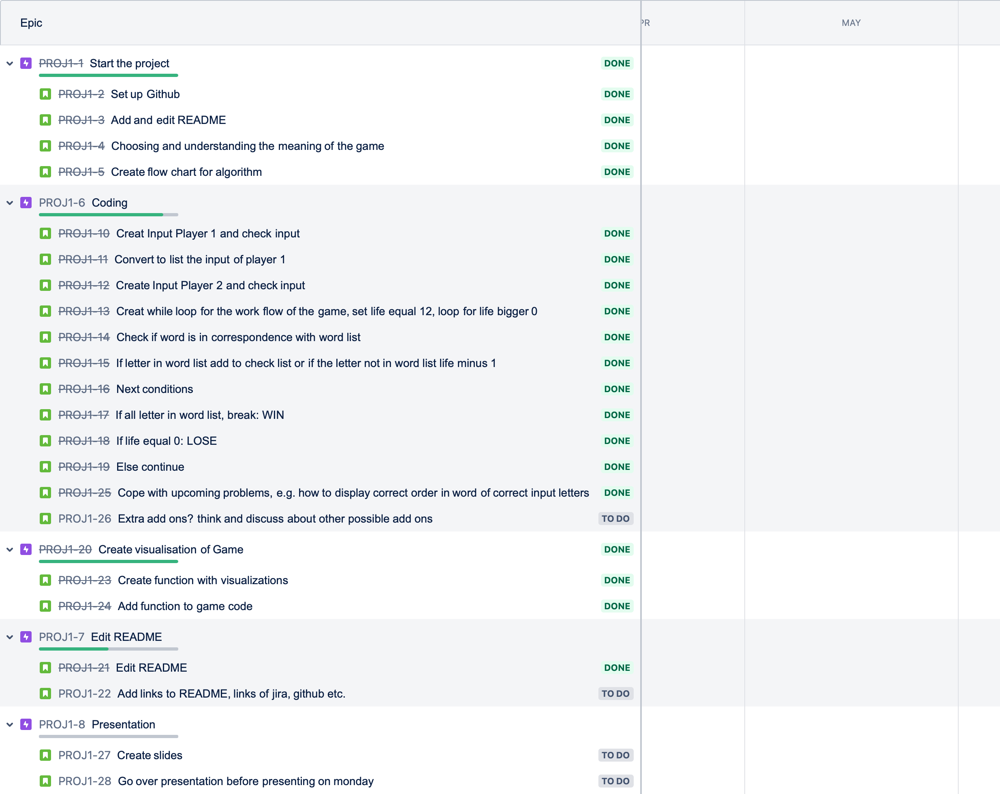 Epic PR MAY
PROJ1-1 Start the project DONE
PROJ1-2 Set up Github DONE
PROJ1-3 Add and edit README DONE
PROJ1-4 Choosing and understanding the meaning of the game DONE
PROJ1-5 Create flow chart for algorithm DONE
PROJ1-6 Coding
PROJ1-10 Creat Input Player 1 and check input DONE
PROJ1-11 Convert to list the input of player 1 DONE
PROJ1-12 Create Input Player 2 and check input DONE
PROJ1-13 Creat while loop for the work flow of the game, set life equal 12, loop for life bigger 0 DONE
PROJ1-14 Check if word is in correspondence with word list DONE
PROJ1-15 If letter in word list add to check list or if the letter not in word list life minus 1 DONE
PROJ1-16 Next conditions DONE
PROJ1-17 If all letter in word list, break: WIN DONE
PROJ1-18 If life equal 0: LOSE DONE
PROJ1-19 Else continue DONE
PROJ1-25 Cope with upcoming problems, e.g. how to display correct order in word of correct input letters DONE
PROJ1-26 Extra add ons? think and discuss about other possible add ons TO DO
PROJ1-20 Create visualisation of Game DONE
PROJ1-23 Create function with visualizations DONE
PROJ1-24 Add function to game code DONE
PROJ1-7 Edit README
PROJ1-21 Edit README DONE
PROJ1-22 Add links to README, links of jira, github etc. TO DO
PROJ1-8 Presentation
PROJ1-27 Create slides TO DO
PROJ1-28 Go over presentation before presenting on monday TO DO